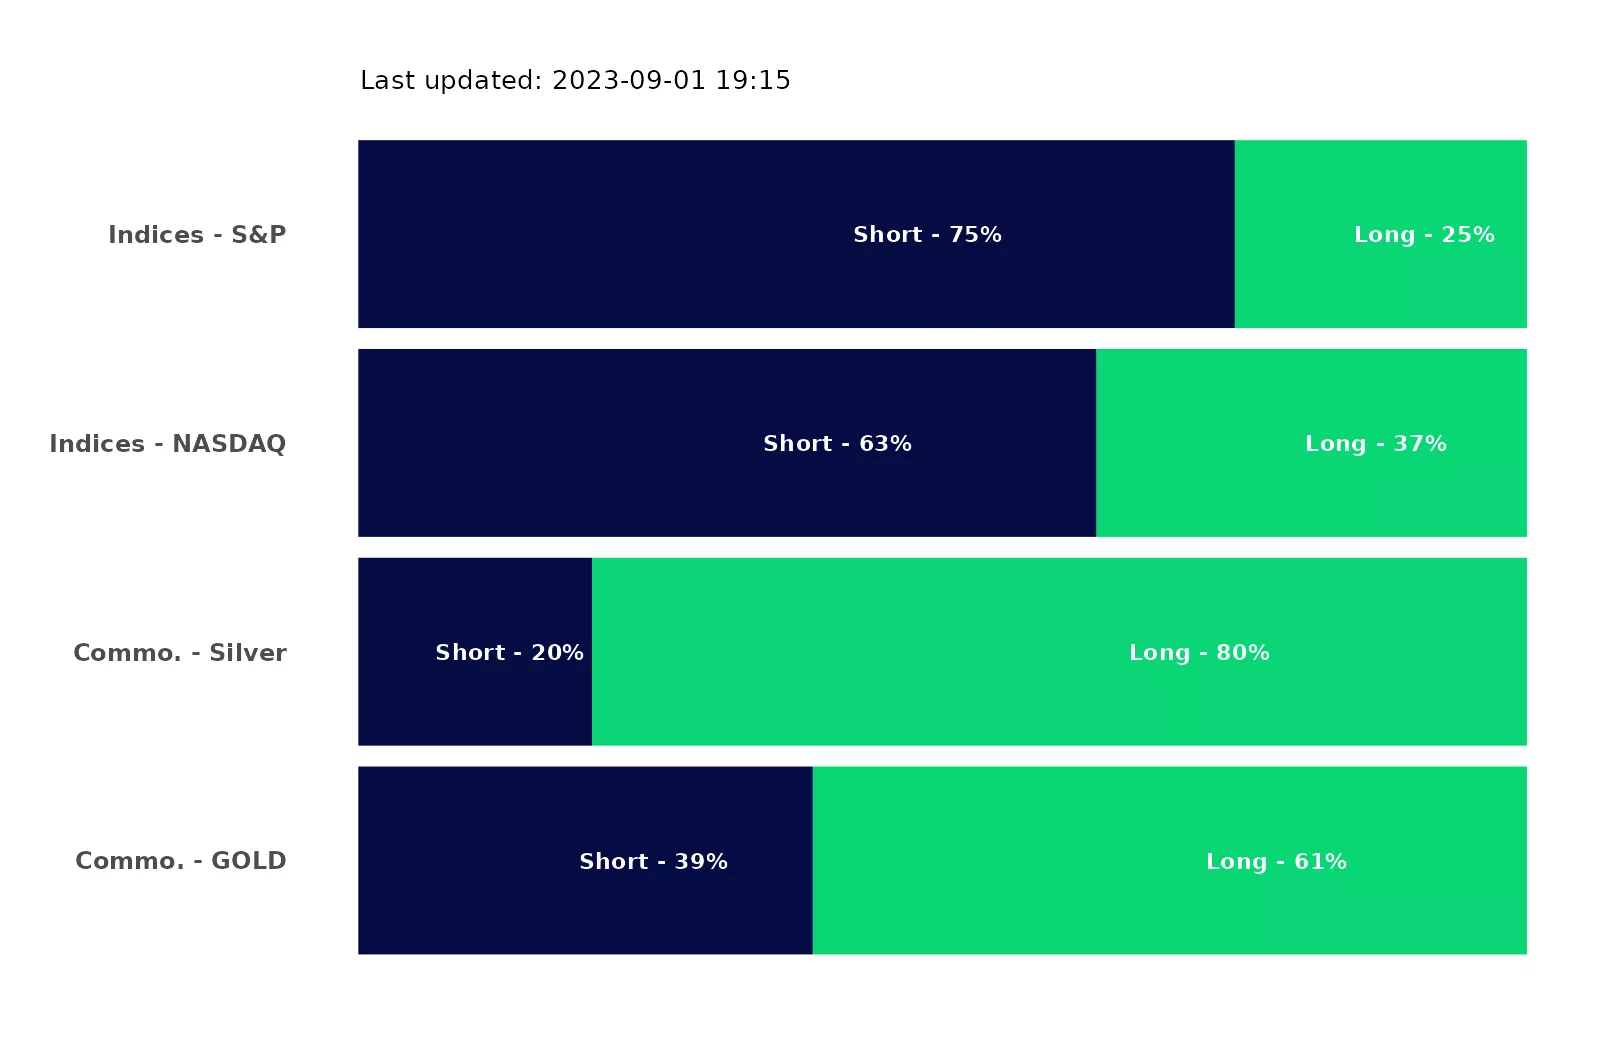 Last updated: 2023-09-01 19:15
Indices - S&P Short - 75% Long - 25%
Indices - NASDAQ Short - 63% Long - 37%
Commo. - Silver Short - 20% Long - 80%
Commo. - GOLD Short - 39% Long - 61%